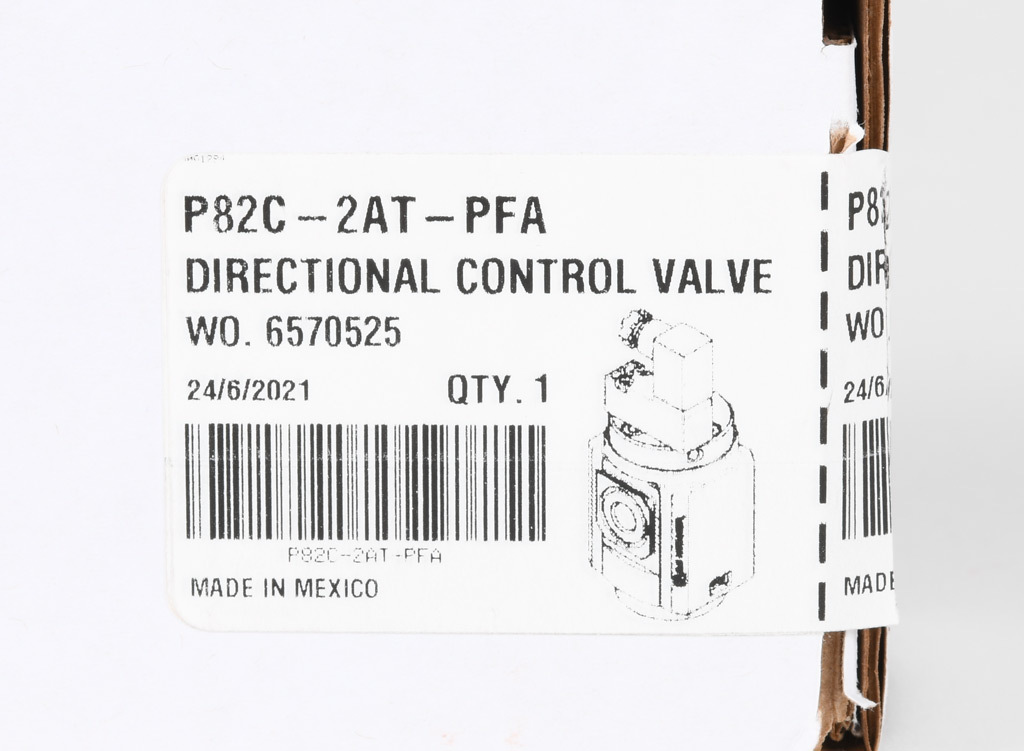 P82C-2AT-PFA
DIRECTIONAL CONTROL VALVE
WO. 6570525
24/6/2021 QTY. 1
P82C-2AT-PFA
MADE IN MEXICO
P82
DIR
WO
24/6/
MADE